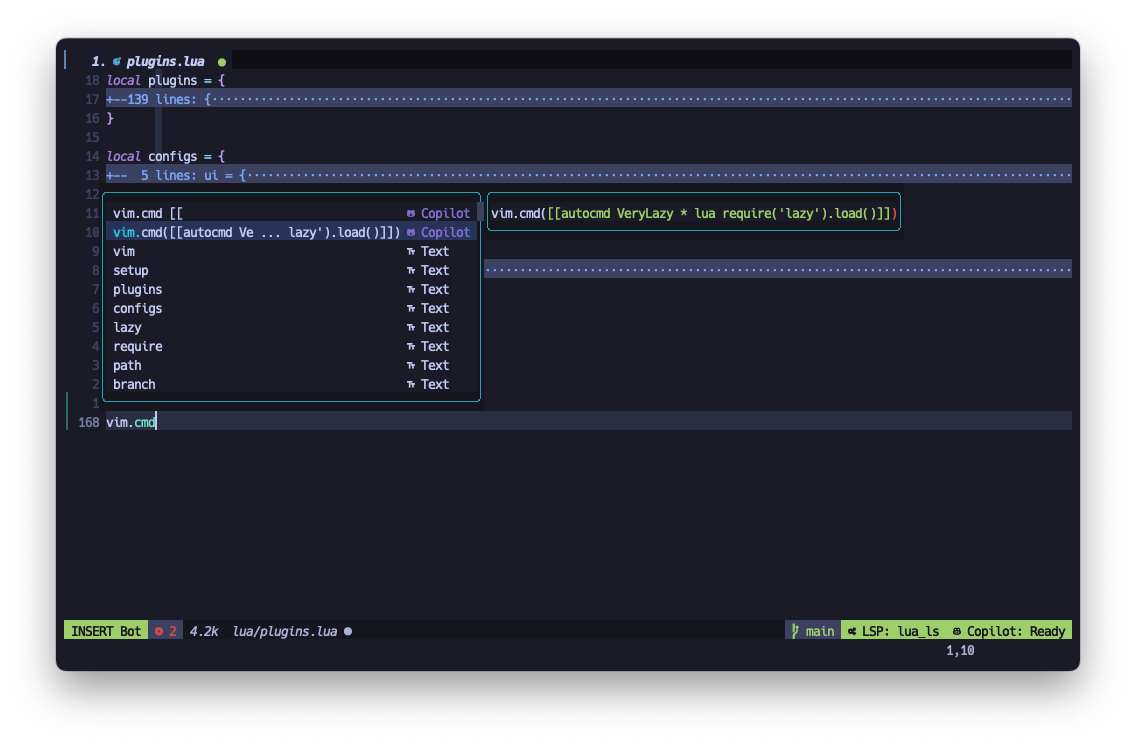 1. plugins.lua ●
18 local plugins = {
17 +--139 lines: {····························································································
16 }
15
14 local configs = {
13 +--  5 lines: ui = {·······················································································
12
11 vim.cmd [[ Copilot vim.cmd([[autocmd VeryLazy * lua require('lazy').load()]])
10 vim.cmd([[autocmd Ve ... lazy').load()]]) Copilot
9 vim Text
8 setup Text ····················································································
7 plugins Text
6 configs Text
5 lazy Text
4 require Text
3 path Text
2 branch Text
1
168 vim.cmd
INSERT Bot 2 4.2k lua/plugins.lua ● main LSP: lua_ls Copilot: Ready
1,10